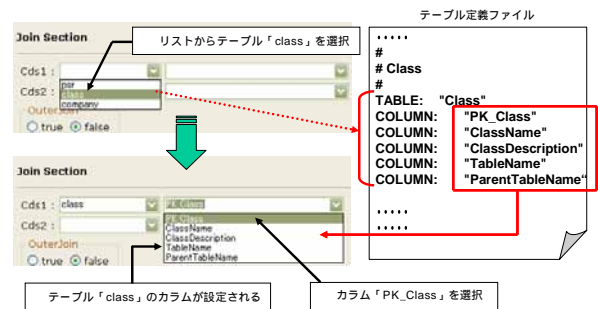 テーブル定義ファイル
Join Section
リストからテーブル「class」を選択
Cds1 :
Cds2 :
par
class
company
OuterJoin
true false
.....
#
# Class
#
TABLE: "Class"
COLUMN: "PK_Class"
COLUMN: "ClassName"
COLUMN: "ClassDescription"
COLUMN: "TableName"
COLUMN: "ParentTableName"
.....
.....
Join Section
Cds1 : class PK_Class
Cds2 :
PK_Class
ClassName
ClassDescription
TableName
ParentTableName
OuterJoin
true false
テーブル「class」のカラムが設定される
カラム「PK_Class」を選択